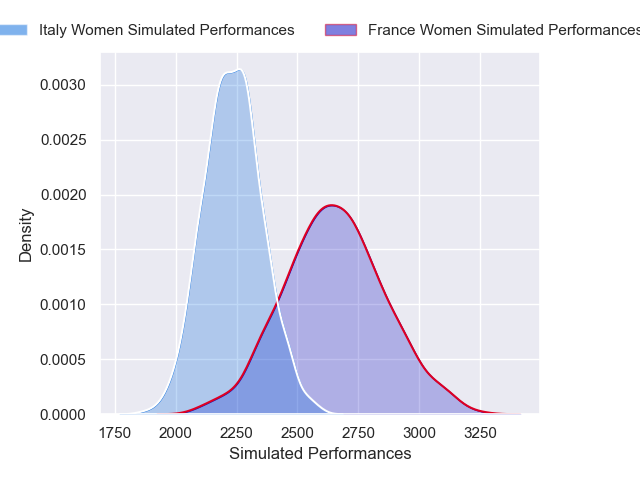 Italy Women Simulated Performances France Women Simulated Performances
0.0030
0.0025
0.0020
0.0015
0.0010
0.0005
0.0000
Density
1750 2000 2250 2500 2750 3000 3250
Simulated Performances